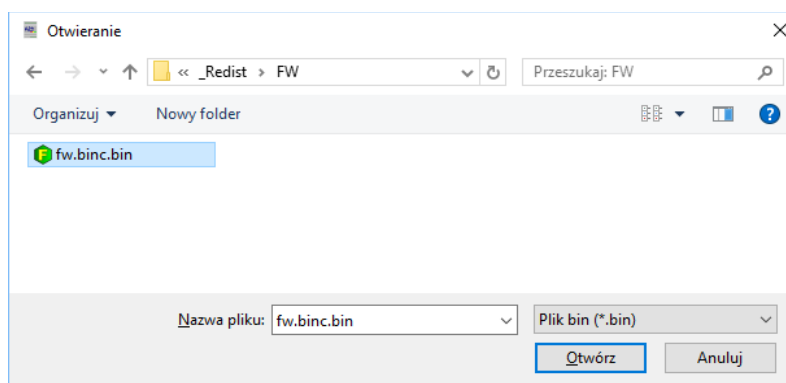 Otwieranie
« _Redist > FW
Przeszukaj: FW
Organizuj
Nowy folder
fw.binc.bin
Nazwa pliku: fw.binc.bin
Plik bin (*.bin)
Otwórz
Anuluj